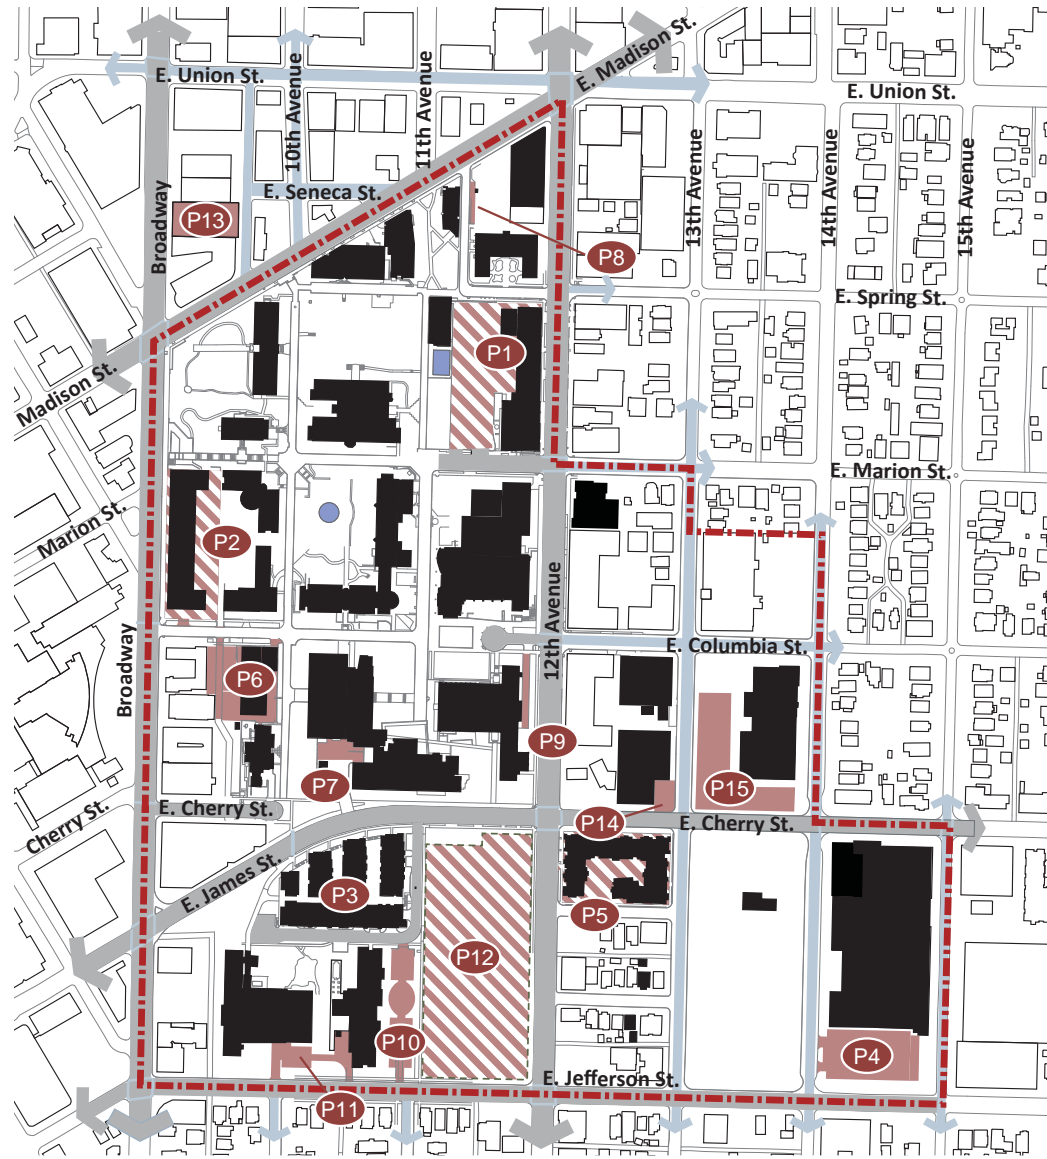 E. Madison St.
E. Union St.
E. Union St.
10th Avenue
11th Avenue
13th Avenue
14th Avenue
15th Avenue
E. Seneca St.
P13
Broadway
P8
E. Spring St.
P1
Madison St.
E. Marion St.
Marion St.
P2
12th Avenue
E. Columbia St.
Broadway
P6
P9
P7
P15
E. Cherry St.
P14
E. Cherry St.
Cherry St.
E. James St.
P3
P5
P12
P10
P4
E. Jefferson St.
P11